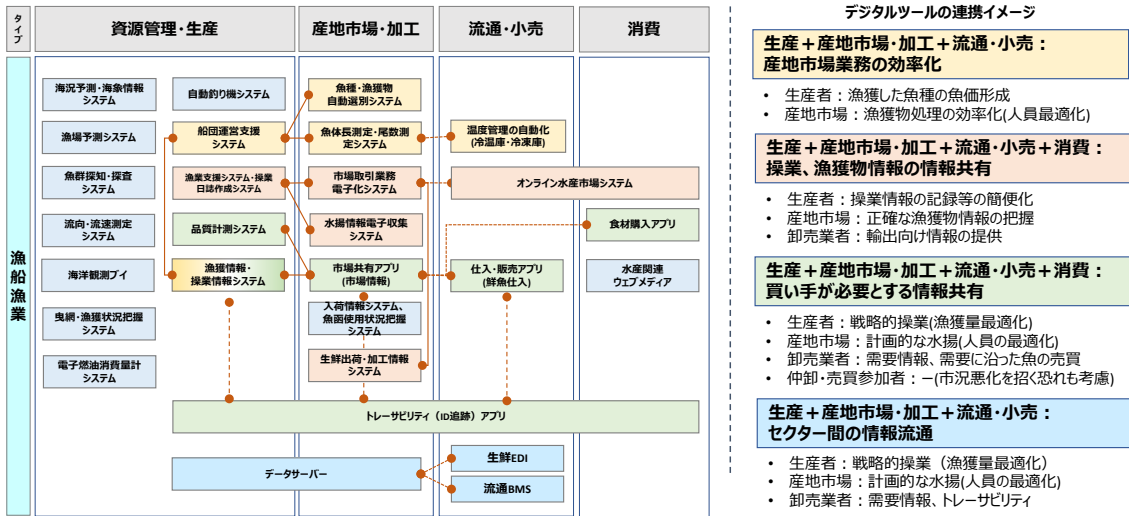 タイプ
資源管理・生産
産地市場・加工
流通・小売
消費
漁船漁業
海況予測・海象情報
システム
漁場予測システム
魚群探知・探査
システム
流向・流速測定
システム
海洋観測ブイ
曳網・漁獲状況把握
システム
電子燃油消費量計
システム
自動釣り機システム
船団運営支援
システム
漁業支援システム・操業
日誌作成システム
品質計測システム
漁獲情報・
操業情報システム
魚種・漁獲物
自動選別システム
魚体長測定・尾数測
定システム
市場取引業務
電子化システム
水揚情報電子収集
システム
市場共有アプリ
(市場情報)
入荷情報システム、
魚函使用状況把握
システム
生鮮出荷・加工情報
システム
温度管理の自動化
(冷温庫・冷凍庫)
オンライン水産市場システム
仕入・販売アプリ
(鮮魚仕入)
食材購入アプリ
水産関連
ウェブメディア
トレーサビリティ（ID追跡）アプリ
データサーバー
生鮮EDI
流通BMS
デジタルツールの連携イメージ
生産＋産地市場・加工＋流通・小売：
産地市場業務の効率化
• 生産者：漁獲した魚種の魚価形成
• 産地市場：漁獲物処理の効率化(人員最適化)
生産＋産地市場・加工＋流通・小売＋消費：
操業、漁獲物情報の情報共有
• 生産者：操業情報の記録等の簡便化
• 産地市場：正確な漁獲物情報の把握
• 卸売業者：輸出向け情報の提供
生産＋産地市場・加工＋流通・小売＋消費：
買い手が必要とする情報共有
• 生産者：戦略的操業(漁獲量最適化)
• 産地市場：計画的な水揚(人員の最適化)
• 卸売業者：需要情報、需要に沿った魚の売買
• 仲卸・売買参加者：－(市況悪化を招く恐れも考慮)
生産＋産地市場・加工＋流通・小売：
セクター間の情報流通
• 生産者：戦略的操業（漁獲量最適化）
• 産地市場：計画的な水揚(人員の最適化)
• 卸売業者：需要情報、トレーサビリティ